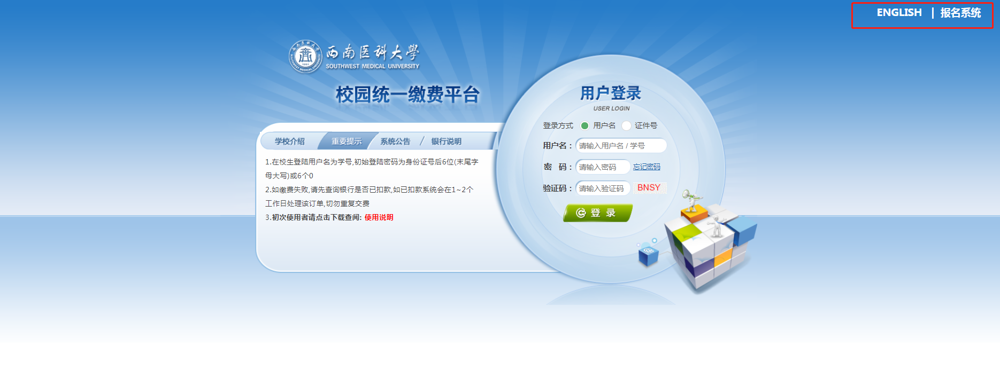 ENGLISH | 报名系统
西南医科大学
SOUTHWEST MEDICAL UNIVERSITY
校园统一缴费平台
学校介绍 重要提示 系统公告 / 银行说明
1.在校生登陆用户名为学号,初始登陆密码为身份证号后6位(末尾字
母大写)或6个0
2.如缴费失败,请先查询银行是否已扣款,如已扣款系统会在1~2个
工作日处理该订单,切勿重复交费
3.初次使用者请点击下载查阅: 使用说明
用户登录
USER LOGIN
登录方式 用户名 证件号
用户名： 请输入用户名 / 学号
密 码： 请输入密码 忘记密码
验证码： 请输入验证码 BNSY
登 录